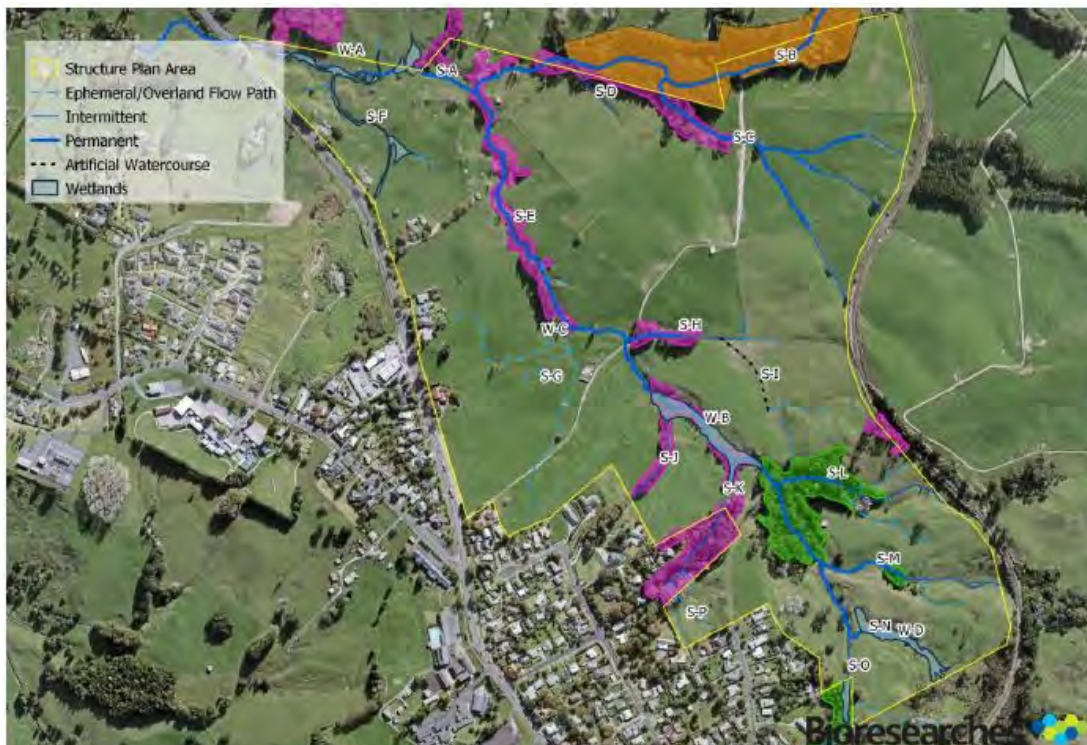 Structure Plan Area
Ephemeral/Overland Flow Path
Intermittent
Permanent
Artificial Watercourse
Wetlands
W-A
S-A
S-B
S-D
S-F
S-C
S-E
W-C
S-H
S-G
S-I
W-B
S-J
S-K
S-L
S-M
S-P
S-N
W-D
S-O
Bioresearches